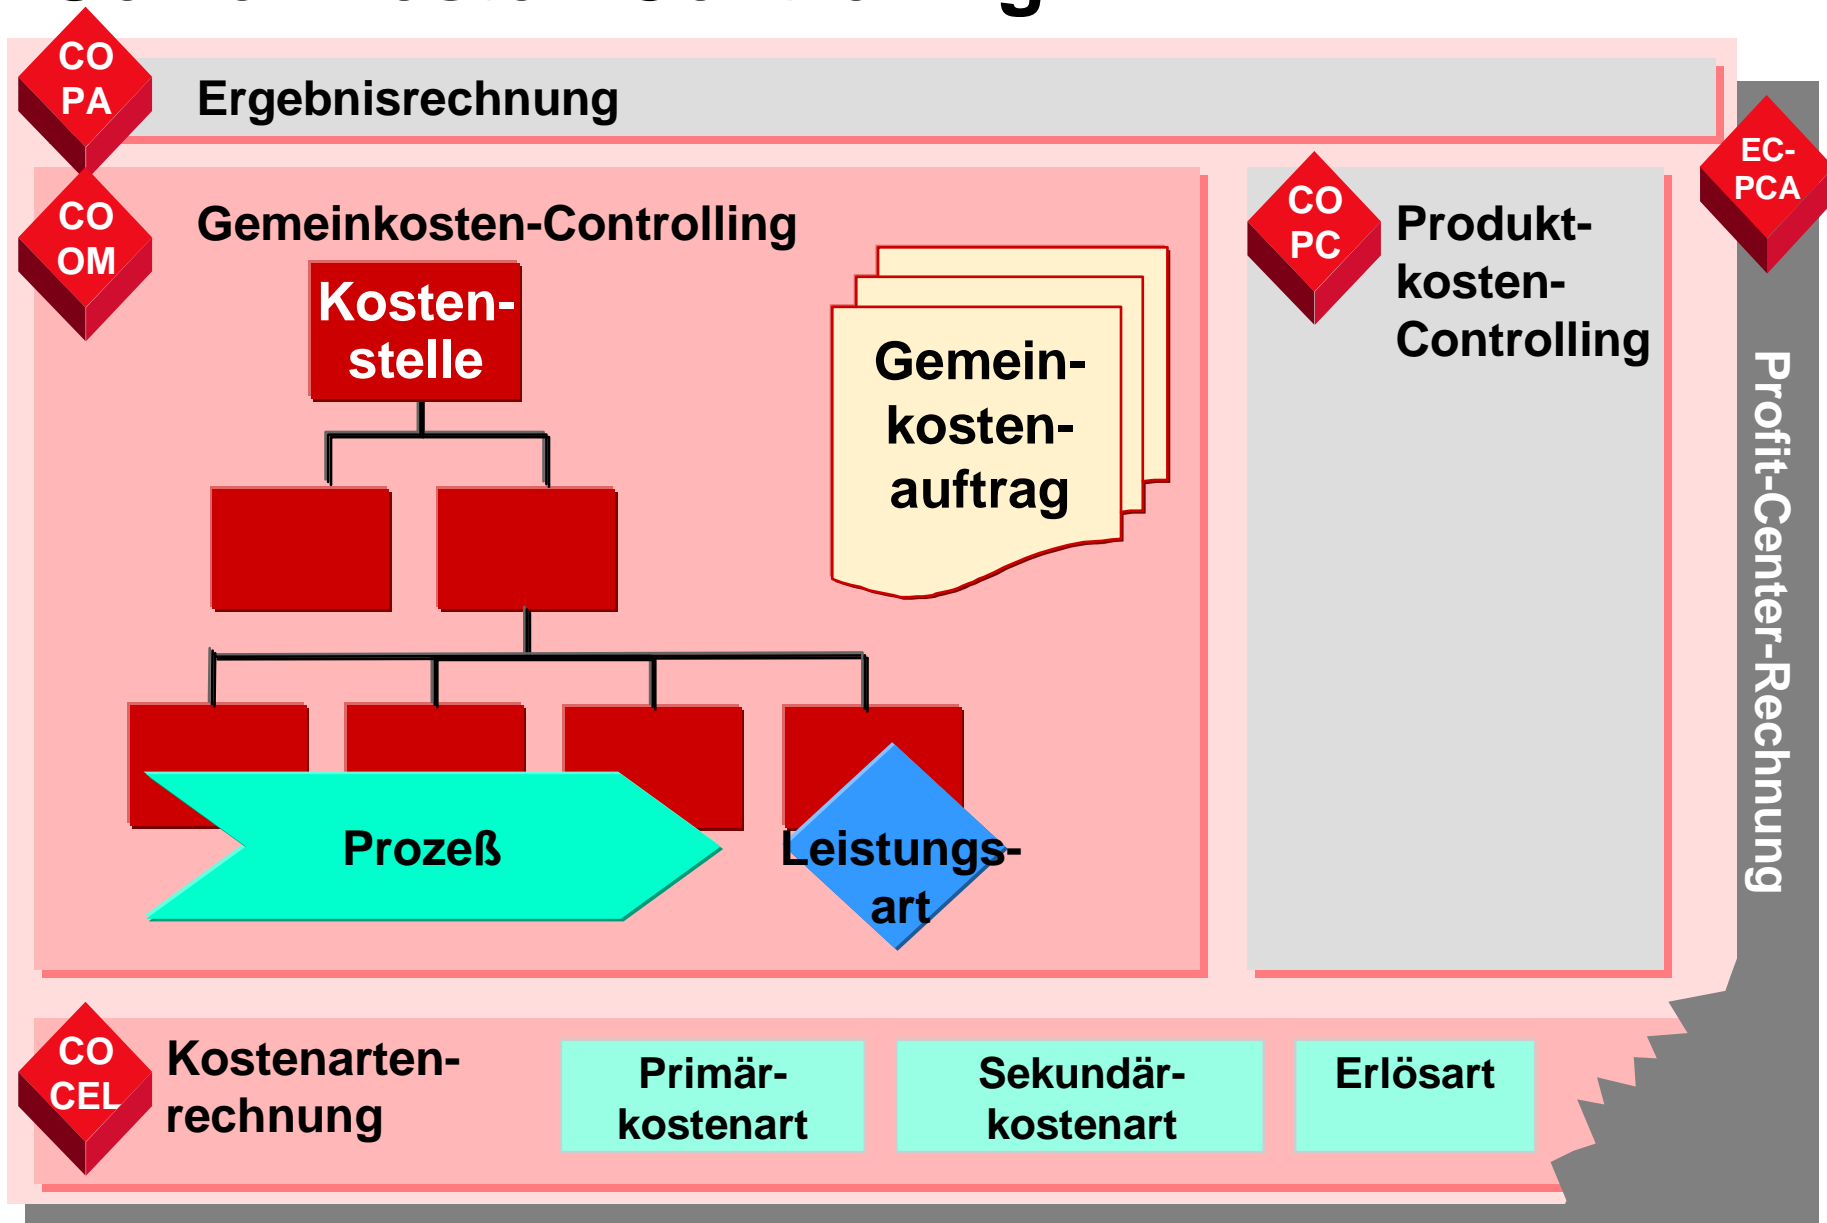 CO
PA
Ergebnisrechnung
EC-
PCA
CO
OM
Gemeinkosten-Controlling
Kosten-
stelle
Gemein-
kosten-
auftrag
Prozeß
Leistungs-
art
CO
PC
Produkt-
kosten-
Controlling
Profit-Center-Rechnung
CO
CEL
Kostenarten-
rechnung
Primär-
kostenart
Sekundär-
kostenart
Erlösart